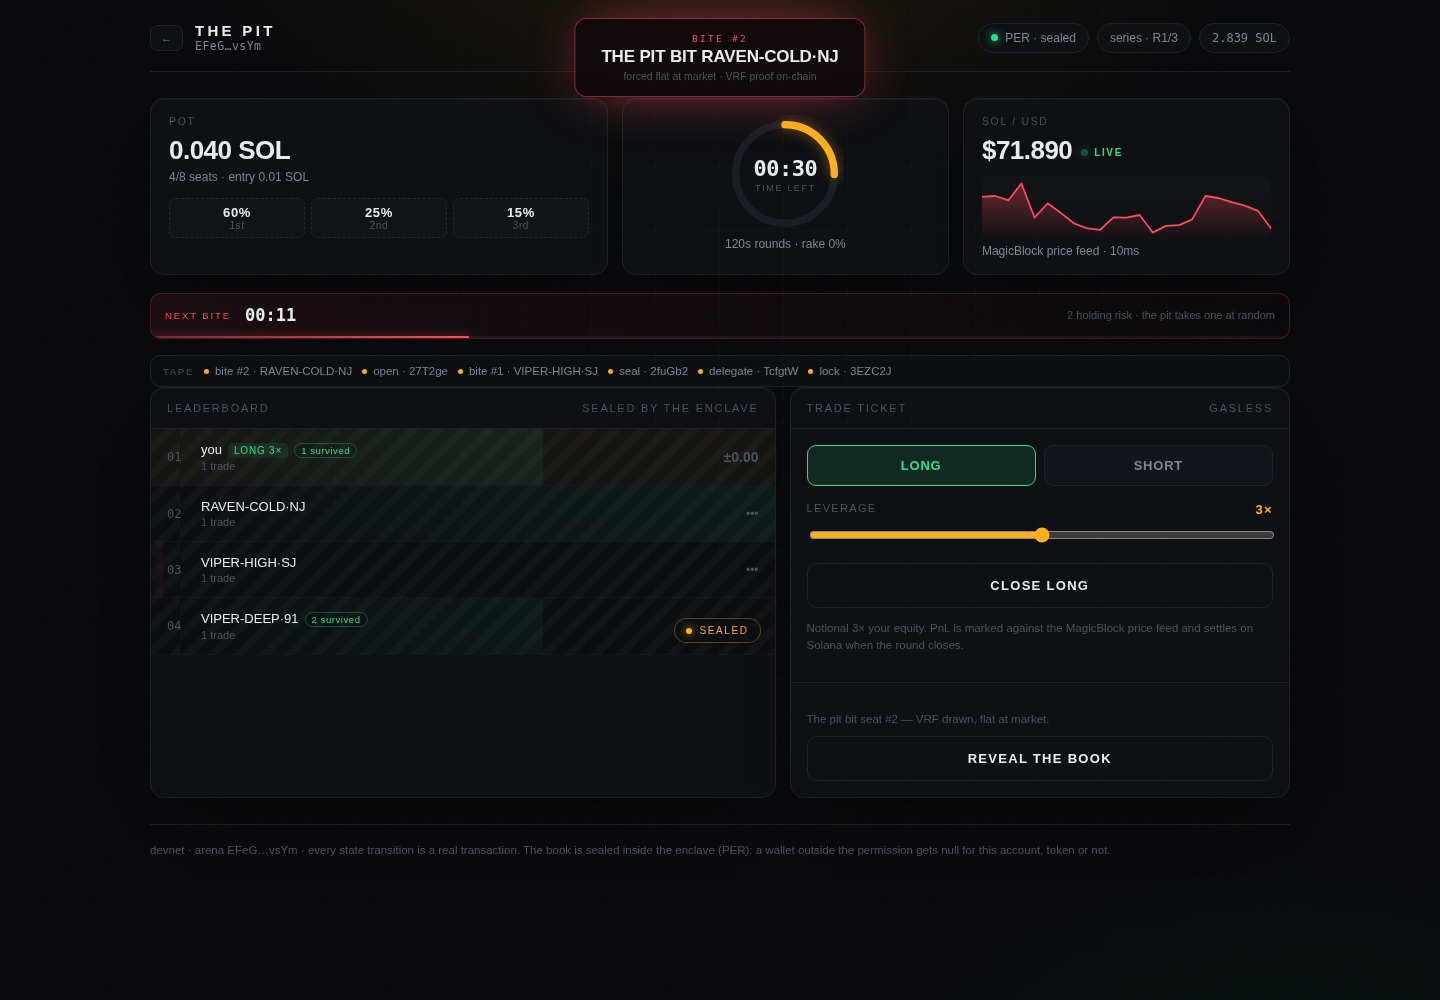 ←
THE PIT
EFeG…vsYm
BITE #2
THE PIT BIT RAVEN-COLD·NJ
forced flat at market · VRF proof on-chain
PER · sealed
series · R1/3
2.839 SOL
POT
0.040 SOL
4/8 seats · entry 0.01 SOL
60%
1st
25%
2nd
15%
3rd
00:30
TIME LEFT
120s rounds · rake 0%
SOL / USD
$71.890
LIVE
MagicBlock price feed · 10ms
NEXT BITE 00:11
2 holding risk · the pit takes one at random
TAPE bite #2 · RAVEN-COLD·NJ open · 27T2ge bite #1 · VIPER-HIGH·SJ seal · 2fuGb2 delegate · TcfgtW lock · 3EZC2J
LEADERBOARD SEALED BY THE ENCLAVE
01 you LONG 3× 1 survived ±0.00
1 trade
02 RAVEN-COLD·NJ •••
1 trade
03 VIPER-HIGH·SJ •••
1 trade
04 VIPER-DEEP·91 2 survived
1 trade
SEALED
TRADE TICKET GASLESS
LONG SHORT
LEVERAGE 3×
CLOSE LONG
Notional 3× your equity. PnL is marked against the MagicBlock price feed and settles on
Solana when the round closes.
The pit bit seat #2 — VRF drawn, flat at market.
REVEAL THE BOOK
devnet · arena EFeG…vsYm · every state transition is a real transaction. The book is sealed inside the enclave (PER): a wallet outside the permission gets null for this account, token or not.